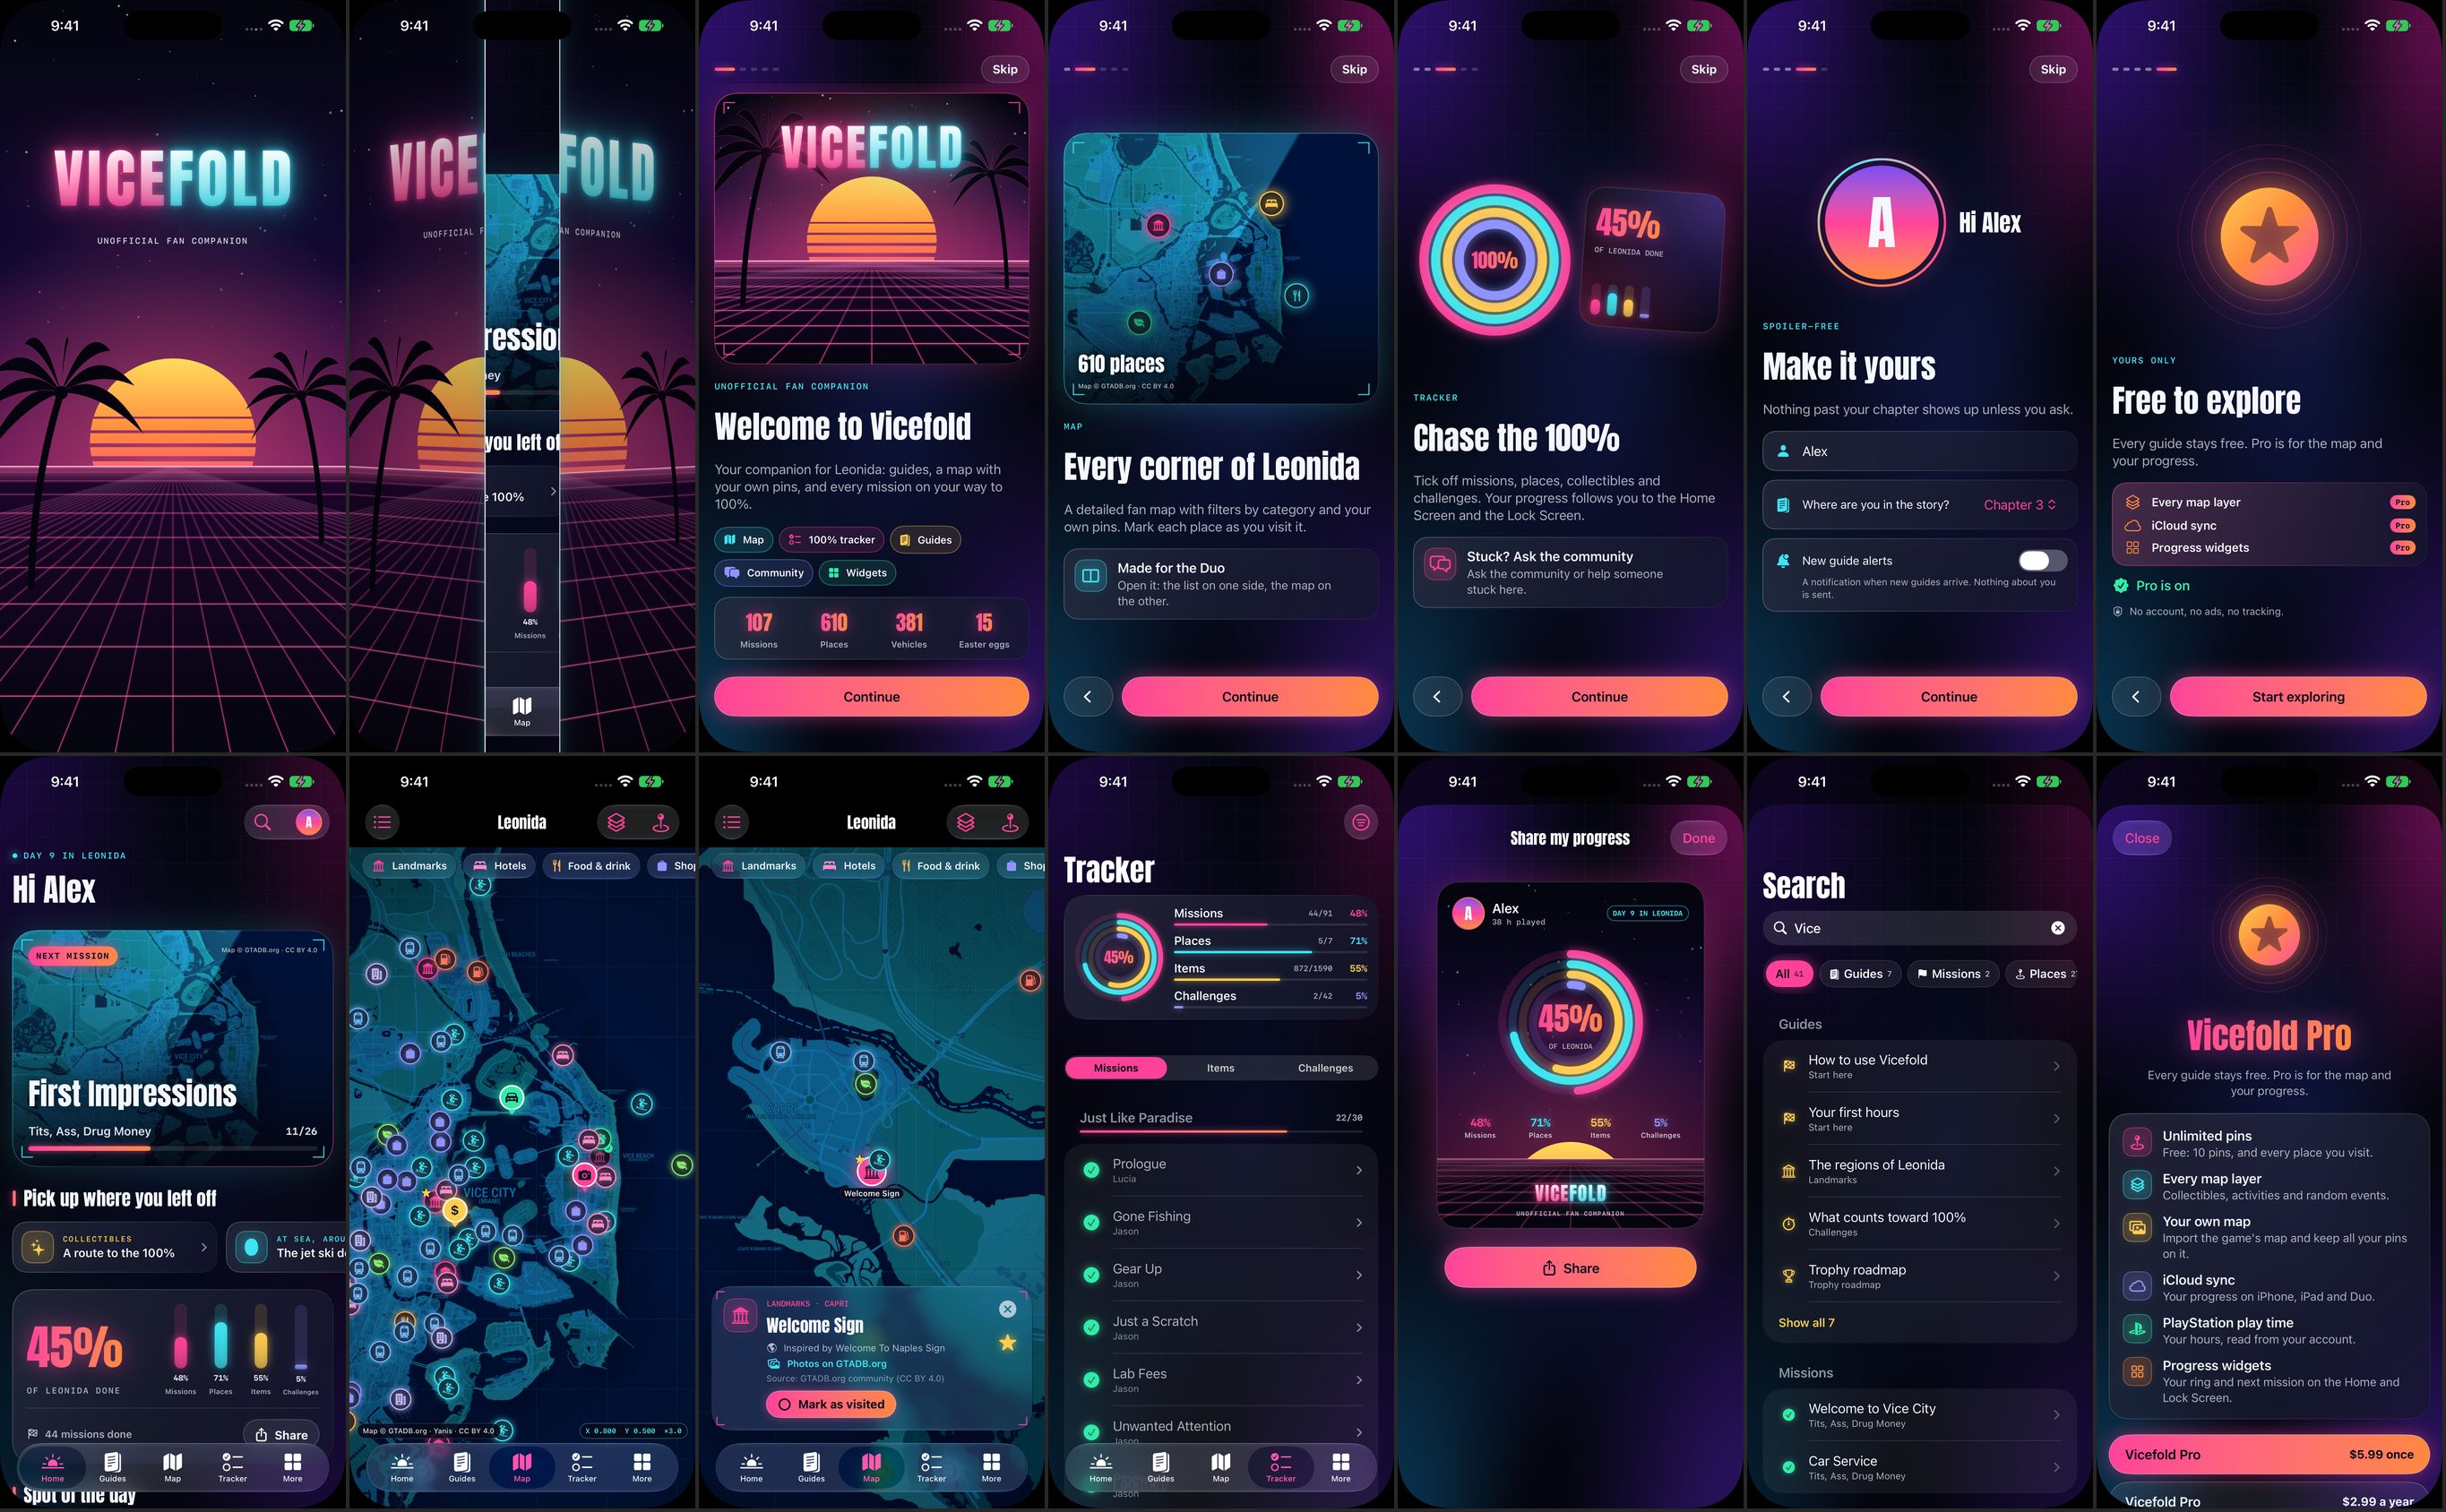 9:41
VICEFOLD
UNOFFICIAL FAN COMPANION
9:41
VICE
FOLD
UNOFFICIAL F
AN COMPANION
VICE CITY
ression
ney
you left of
e 100%
48%
Missions
Map
9:41
Skip
VICEFOLD
UNOFFICIAL FAN COMPANION
Welcome to Vicefold
Your companion for Leonida: guides, a map with
your own pins, and every mission on your way to
100%.
Map
100% tracker
Guides
Community
Widgets
107
610
381
15
Missions
Places
Vehicles
Easter eggs
Continue
9:41
Skip
610 places
Map © GTADB.org · CC BY 4.0
MAP
Every corner of Leonida
A detailed fan map with filters by category and your
own pins. Mark each place as you visit it.
Made for the Duo
Open it: the list on one side, the map on
the other.
Continue
9:41
Skip
100%
45%
OF LEONIDA DONE
TRACKER
Chase the 100%
Tick off missions, places, collectibles and
challenges. Your progress follows you to the Home
Screen and the Lock Screen.
Stuck? Ask the community
Ask the community or help someone
stuck here.
Continue
9:41
Skip
A
Hi Alex
SPOILER-FREE
Make it yours
Nothing past your chapter shows up unless you ask.
Alex
Where are you in the story?
Chapter 3
New guide alerts
A notification when new guides arrive. Nothing about you
is sent.
Continue
9:41
YOURS ONLY
Free to explore
Every guide stays free. Pro is for the map and
your progress.
Every map layer
Pro
iCloud sync
Pro
Progress widgets
Pro
Pro is on
No account, no ads, no tracking.
Start exploring
9:41
A
DAY 9 IN LEONIDA
Hi Alex
NEXT MISSION
Map © GTADB.org · CC BY 4.0
VICE CITY
First Impressions
Tits, Ass, Drug Money
11/26
Pick up where you left off
COLLECTIBLES
A route to the 100%
AT SEA, AROU
The jet ski d
45%
OF LEONIDA DONE
48%
71%
55%
5%
Missions
Places
Items
Challenges
44 missions done
Share
Home
Guides
Map
Tracker
More
Spot of the day
9:41
Leonida
Landmarks
Hotels
Food & drink
Shop
VICE BEACH
VICE CITY
(MIAMI)
$
Map © GTADB.org · Yanis · CC BY 4.0
X 0.800 Y 0.500 ×3.0
Home
Guides
Map
Tracker
More
9:41
Leonida
Landmarks
Hotels
Food & drink
Shop
CAPRI
Welcome Sign
LANDMARKS · CAPRI
Welcome Sign
Inspired by Welcome To Naples Sign
Photos on GTADB.org
Source: GTADB.org community (CC BY 4.0)
Mark as visited
Home
Guides
Map
Tracker
More
9:41
Tracker
45%
Missions
44/91
48%
Places
5/7
71%
Items
872/1590
55%
Challenges
2/42
5%
Missions
Items
Challenges
Just Like Paradise
22/30
Prologue
Lucia
Gone Fishing
Jason
Gear Up
Jason
Just a Scratch
Jason
Lab Fees
Jason
Unwanted Attention
Jason
Home
Guides
Map
Tracker
More
Jason
9:41
Share my progress
Done
A
Alex
38 h played
DAY 9 IN LEONIDA
45%
OF LEONIDA
48%
71%
55%
5%
Missions
Places
Items
Challenges
VICEFOLD
UNOFFICIAL FAN COMPANION
Share
9:41
Search
Vice
All 41
Guides 7
Missions 2
Places 2
Guides
How to use Vicefold
Start here
Your first hours
Start here
The regions of Leonida
Landmarks
What counts toward 100%
Challenges
Trophy roadmap
Trophy roadmap
Show all 7
Missions
Welcome to Vice City
Tits, Ass, Drug Money
Car Service
Tits, Ass, Drug Money
9:41
Close
Vicefold Pro
Every guide stays free. Pro is for the map and
your progress.
Unlimited pins
Free: 10 pins, and every place you visit.
Every map layer
Collectibles, activities and random events.
Your own map
Import the game's map and keep all your pins
on it.
iCloud sync
Your progress on iPhone, iPad and Duo.
PlayStation play time
Your hours, read from your account.
Progress widgets
Your ring and next mission on the Home and
Lock Screen.
Vicefold Pro
$5.99 once
Vicefold Pro
$2.99 a year